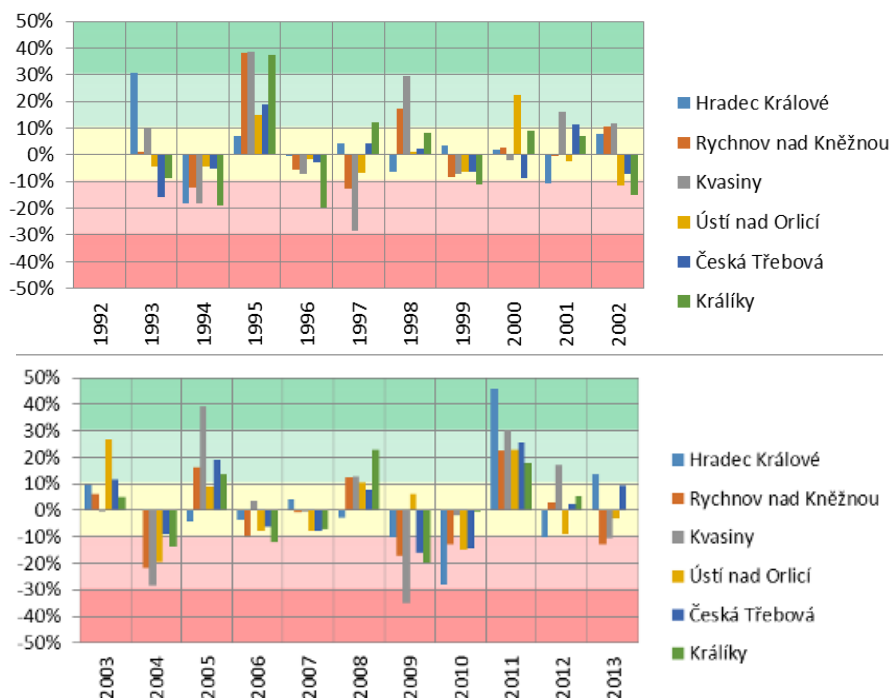 50%
40%
30%
20%
10%
0%
-10%
-20%
-30%
-40%
-50%
1992 1993 1994 1995 1996 1997 1998 1999 2000 2001 2002
Hradec Králové
Rychnov nad Kněžnou
Kvasiny
Ústí nad Orlicí
Česká Třebová
Králíky
50%
40%
30%
20%
10%
0%
-10%
-20%
-30%
-40%
-50%
2003 2004 2005 2006 2007 2008 2009 2010 2011 2012 2013
Hradec Králové
Rychnov nad Kněžnou
Kvasiny
Ústí nad Orlicí
Česká Třebová
Králíky